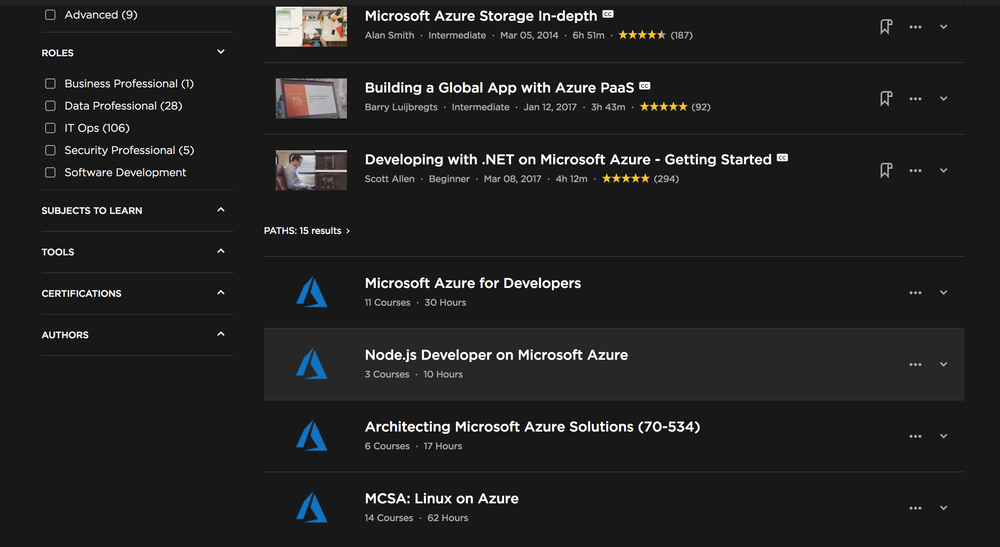 Advanced (9)
ROLES
Business Professional (1)
Data Professional (28)
IT Ops (106)
Security Professional (5)
Software Development
SUBJECTS TO LEARN
TOOLS
CERTIFICATIONS
AUTHORS
Microsoft Azure Storage In-depth CC
Alan Smith · Intermediate · Mar 05, 2014 · 6h 51m · (187)
Building a Global App with Azure PaaS CC
Barry Luijbregts · Intermediate · Jan 12, 2017 · 3h 43m · (92)
Developing with .NET on Microsoft Azure - Getting Started CC
Scott Allen · Beginner · Mar 08, 2017 · 4h 12m · (294)
PATHS: 15 results >
Microsoft Azure for Developers
11 Courses · 30 Hours
Node.js Developer on Microsoft Azure
3 Courses · 10 Hours
Architecting Microsoft Azure Solutions (70-534)
6 Courses · 17 Hours
MCSA: Linux on Azure
14 Courses · 62 Hours